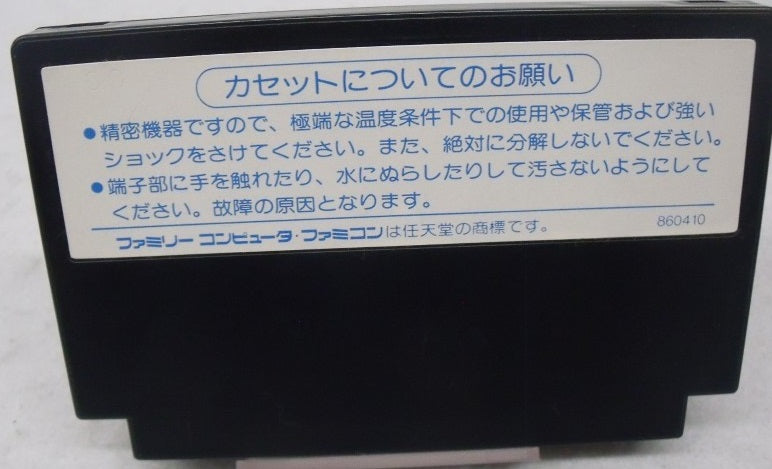 カセットについてのお願い
●精密機器ですので、極端な温度条件下での使用や保管および強い
ショックをさけてください。また、絶対に分解しないでください。
●端子部に手を触れたり、水にぬらしたりして汚さないようにして
ください。故障の原因となります。
ファミリーコンピュータ・ファミコンは任天堂の商標です。
860410